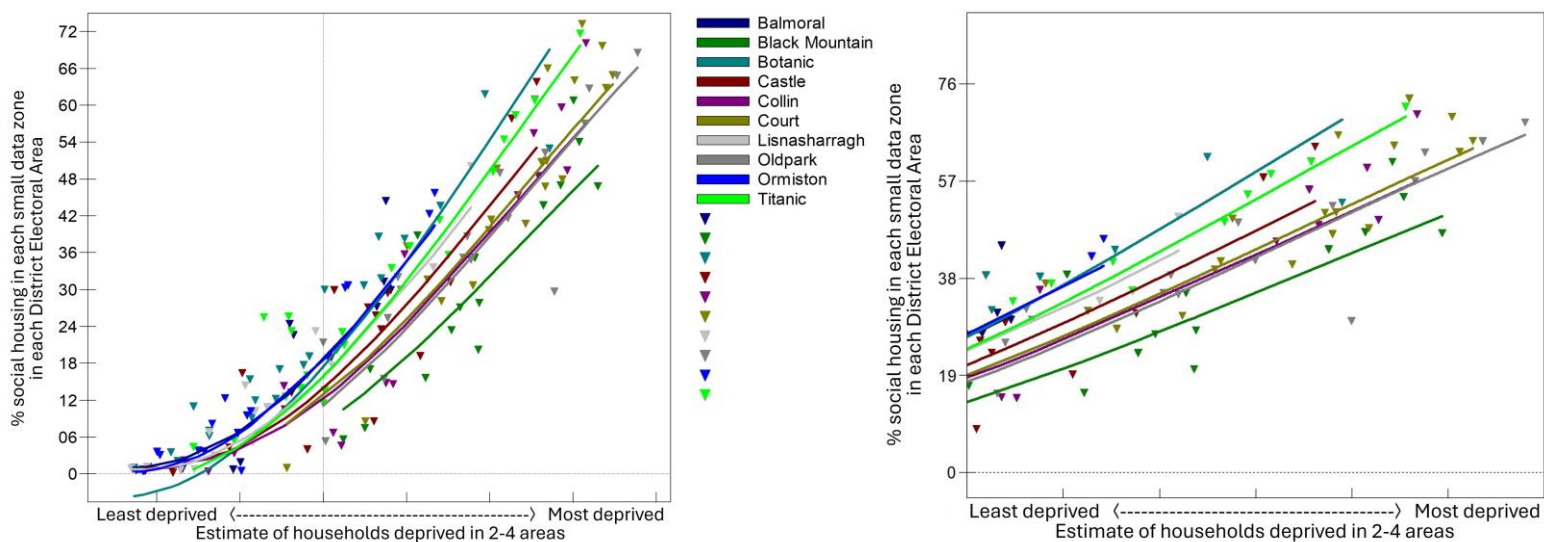 % social housing in each small data zone
in each District Electoral Area
72
66
60
54
48
42
36
30
24
18
12
06
0
Least deprived <----------------------------------> Most deprived
Estimate of households deprived in 2-4 areas
Balmoral
Black Mountain
Botanic
Castle
Collin
Court
Lisnasharragh
Oldpark
Ormiston
Titanic
% social housing in each small data zone
in each District Electoral Area
76
57
38
19
0
Least deprived <----------------------------------> Most deprived
Estimate of households deprived in 2-4 areas